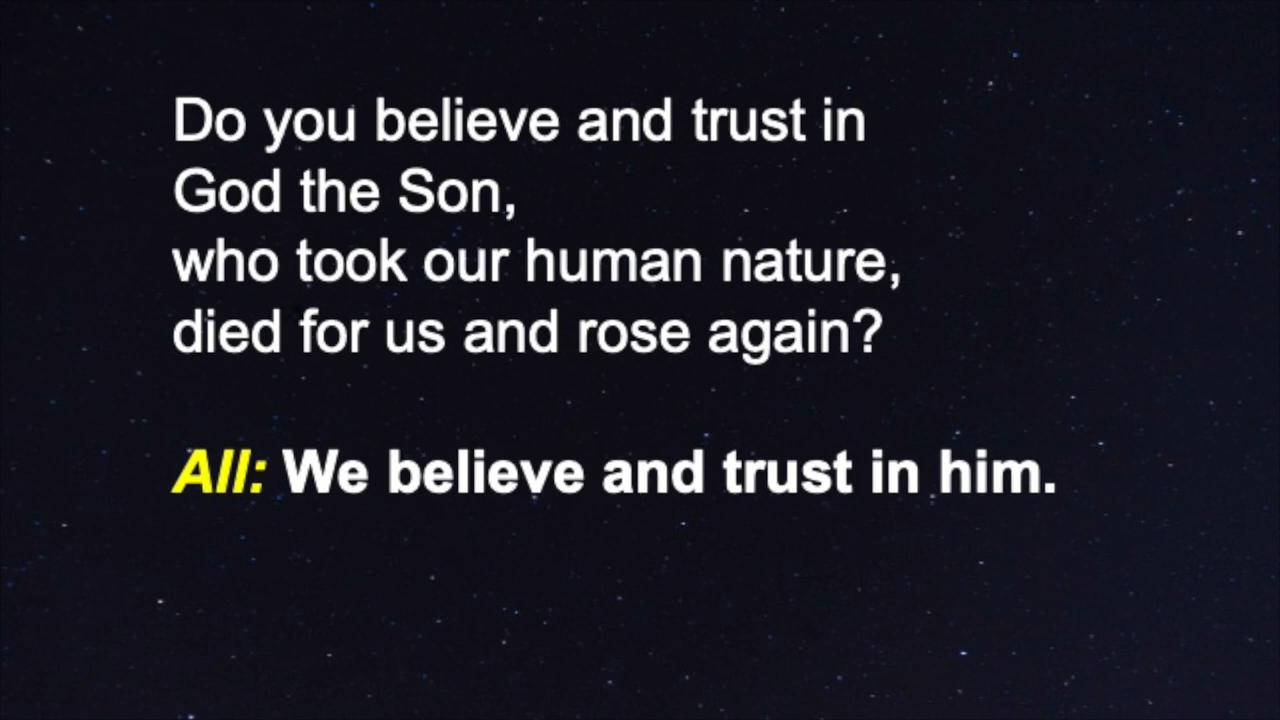 Do you believe and trust in
God the Son,
who took our human nature,
died for us and rose again?
All: We believe and trust in him.